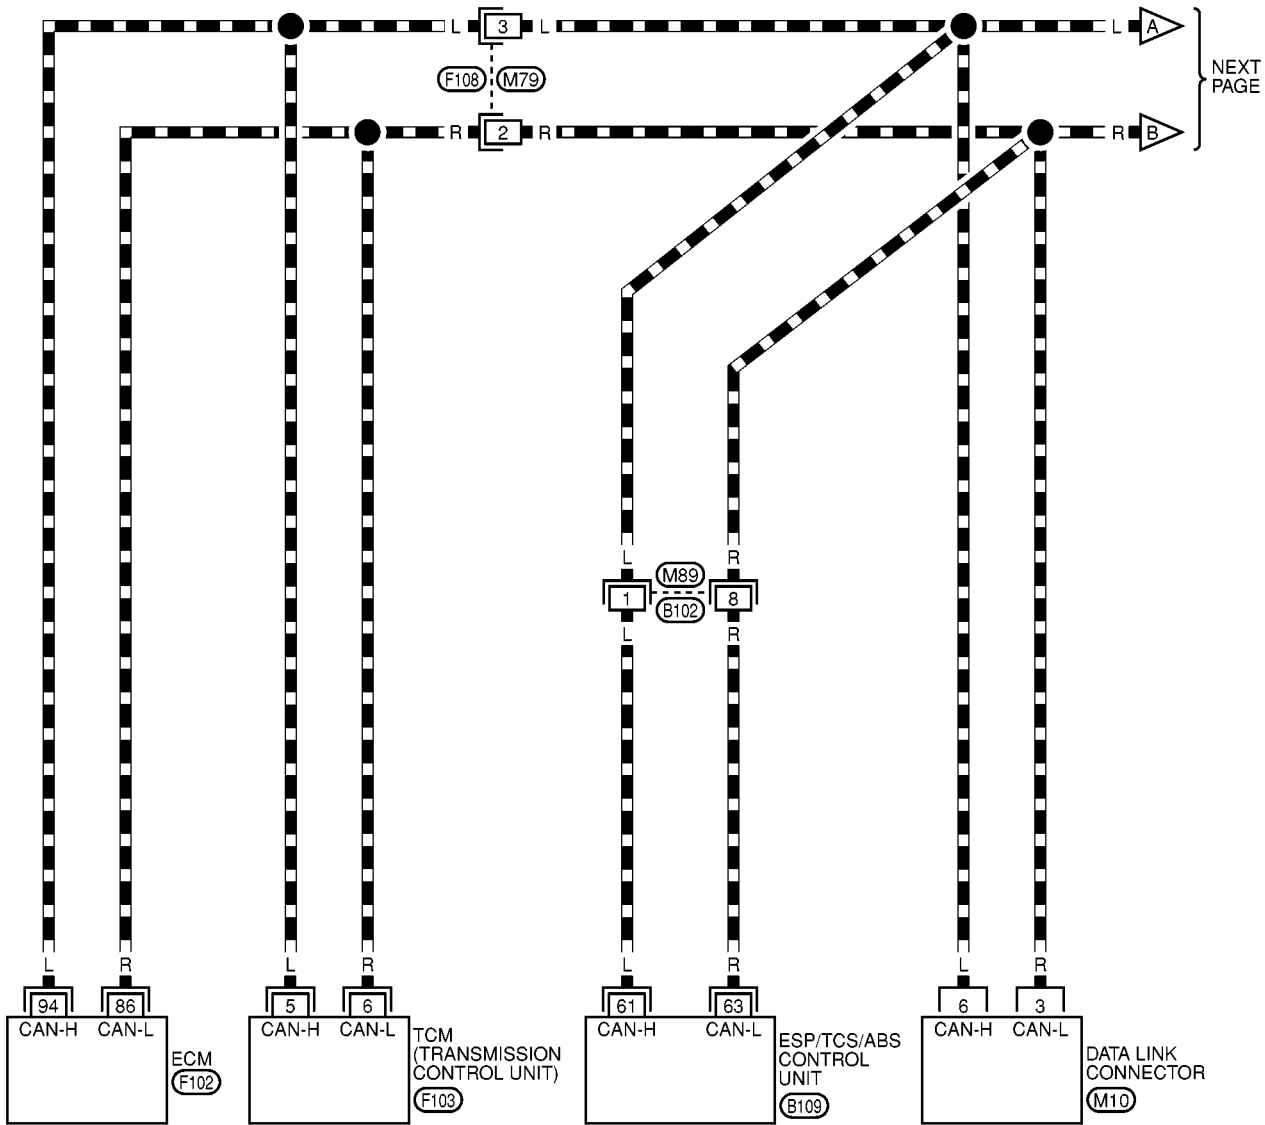 L 3 L L A
F108 M79
NEXT
PAGE
R 2 R R B
L R
M89
1 8
B102
L R
L R L R L R L R
94 86 5 6 61 63 6 3
CAN-H CAN-L CAN-H CAN-L CAN-H CAN-L CAN-H CAN-L
ECM
F102
TCM
(TRANSMISSION
CONTROL UNIT)
F103
ESP/TCS/ABS
CONTROL
UNIT
B109
DATA LINK
CONNECTOR
M10